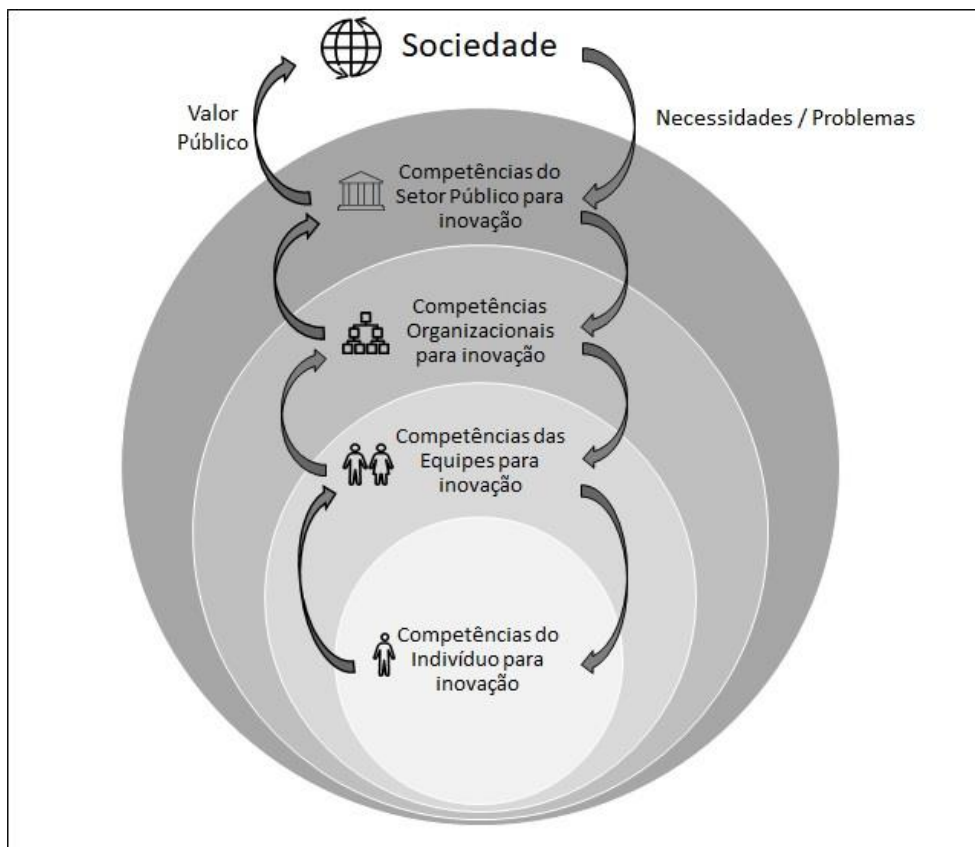 Sociedade
Valor
Público
Necessidades / Problemas
Competências do
Setor Público para
inovação
Competências
Organizacionais
para inovação
Competências das
Equipes para
inovação
Competências do
Indivíduo para
inovação